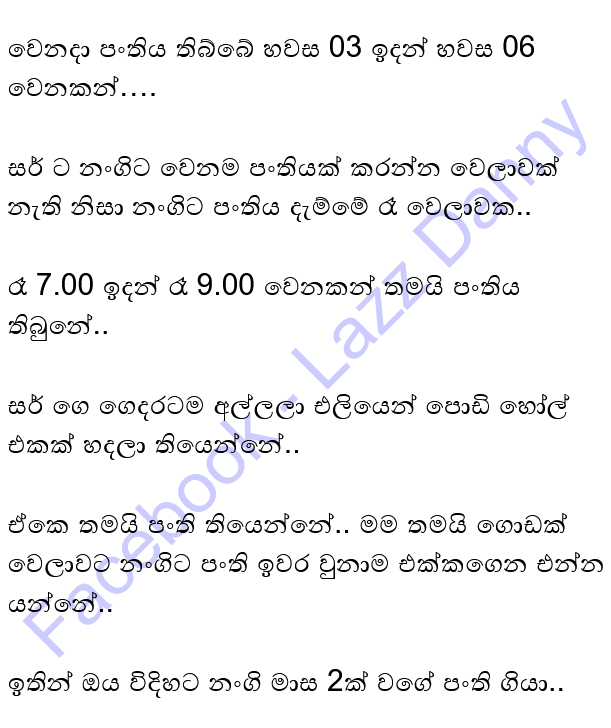 වෙනදා පංතිය තිබ්බේ හවස 03 ඉදන් හවස 06
වෙනකන්....
සර් ට නංගිට වෙනම පංතියක් කරන්න වෙලාවක්
නැති නිසා නංගිට පංතිය දැම්මේ රෑ වෙලාවක..
රෑ 7.00 ඉදන් රෑ 9.00 වෙනකන් තමයි පංතිය
තිබුනේ..
සර් ගෙ ගෙදරටම අල්ලලා එලියෙන් පොඩි හෝල්
එකක් හදලා තියෙන්නේ..
ඒකෙ තමයි පංති තියෙන්නේ.. මම තමයි ගොඩක්
වෙලාවට නංගිට පංති ඉවර වුනාම එක්කගෙන එන්න
යන්නේ..
ඉතින් ඔය විදිහට නංගි මාස 2ක් වගේ පංති ගියා..
Facebook - Lazz Danny